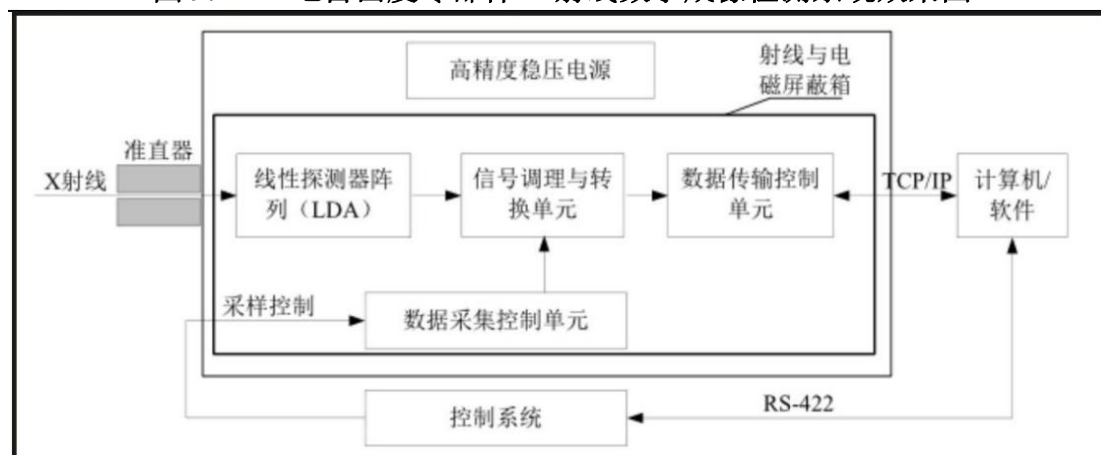 高精度稳压电源
射线与电
磁屏蔽箱
准直器
X射线
线性探测器阵
列（LDA）
信号调理与转
换单元
数据传输控制
单元
TCP/IP
计算机/
软件
采样控制
数据采集控制单元
控制系统
RS-422